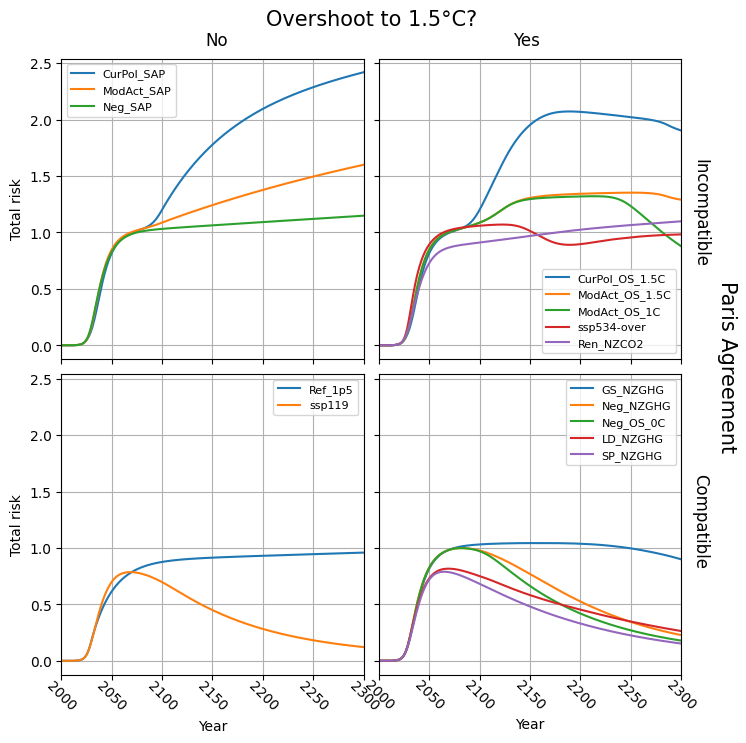 Overshoot to 1.5°C?
No
Yes
2.5
2.0
1.5
1.0
0.5
0.0
Total risk
CurPol_SAP
ModAct_SAP
Neg_SAP
CurPol_OS_1.5C
ModAct_OS_1.5C
ModAct_OS_1C
ssp534-over
Ren_NZCO2
Incompatible
Paris Agreement
2.5
2.0
1.5
1.0
0.5
0.0
Total risk
Ref_1p5
ssp119
GS_NZGHG
Neg_NZGHG
Neg_OS_0C
LD_NZGHG
SP_NZGHG
Compatible
2000
2050
2100
2150
2200
2250
2300
Year
2000
2050
2100
2150
2200
2250
2300
Year